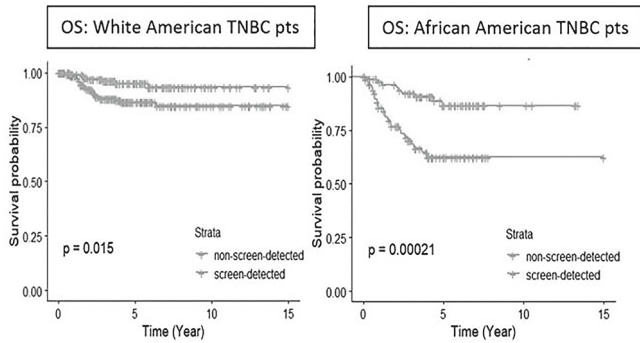 OS: White American TNBC pts
OS: African American TNBC pts
Survival probability
1.00
0.75
0.50
0.25
0.00
p = 0.015
Strata
non-screen-detected
screen-detected
0 5 10 15
Time (Year)
Survival probability
1.00
0.75
0.50
0.25
0.00
p = 0.00021
Strata
non-screen-detected
screen-detected
0 5 10 15
Time (Year)